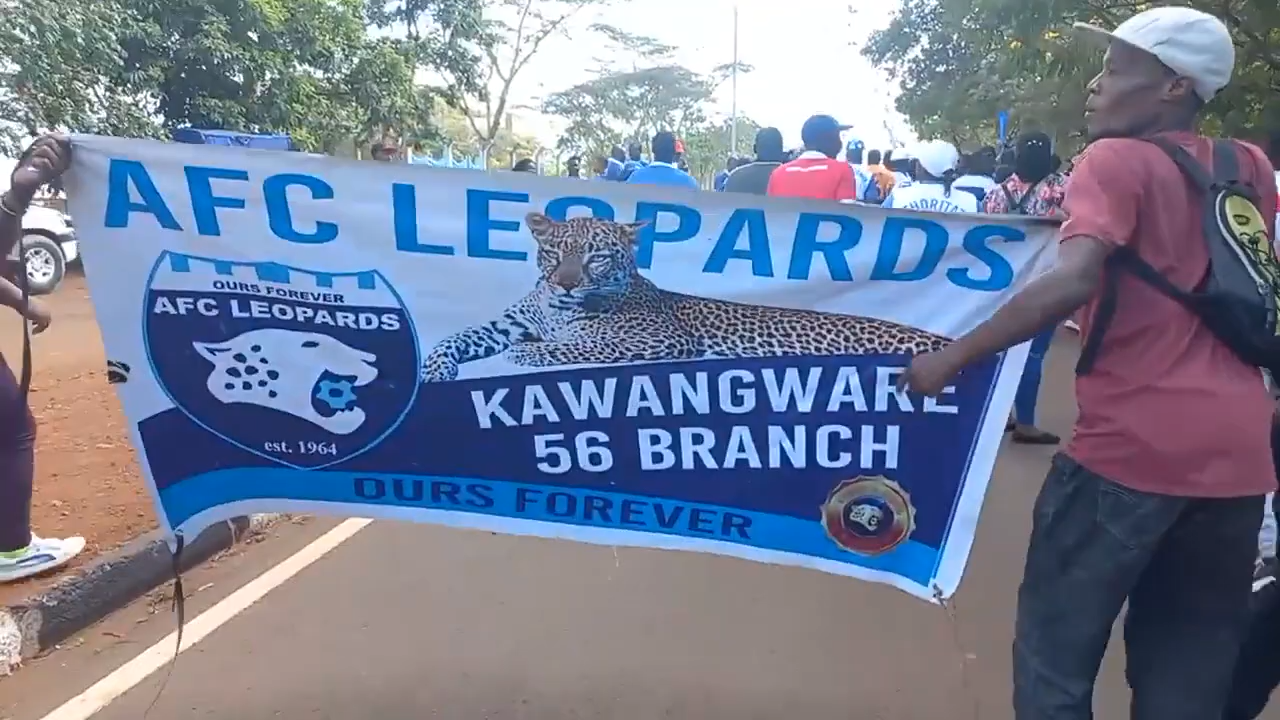 AFC LEOPARDS
OURS FOREVER
AFC LEOPARDS
est. 1964
KAWANGWARE
56 BRANCH
OURS FOREVER